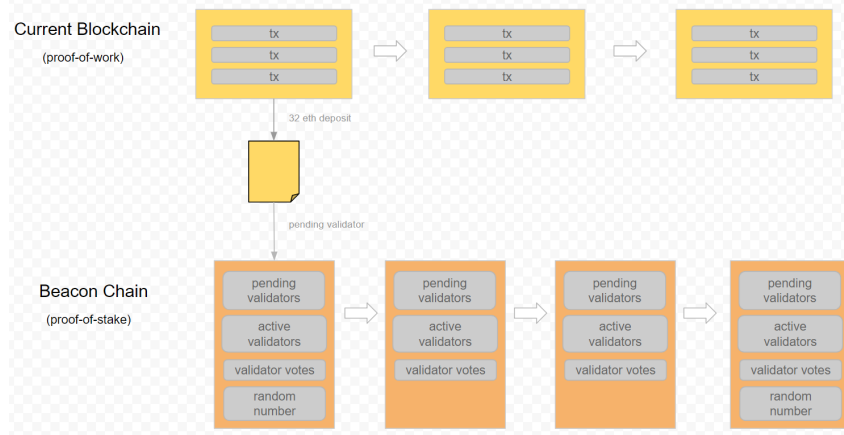 Current Blockchain
(proof-of-work)
tx
tx
tx
tx
tx
tx
tx
tx
tx
32 eth deposit
pending validator
Beacon Chain
(proof-of-stake)
pending
validators
active
validators
validator votes
random
number
pending
validators
active
validators
validator votes
pending
validators
active
validators
validator votes
pending
validators
active
validators
validator votes
random
number